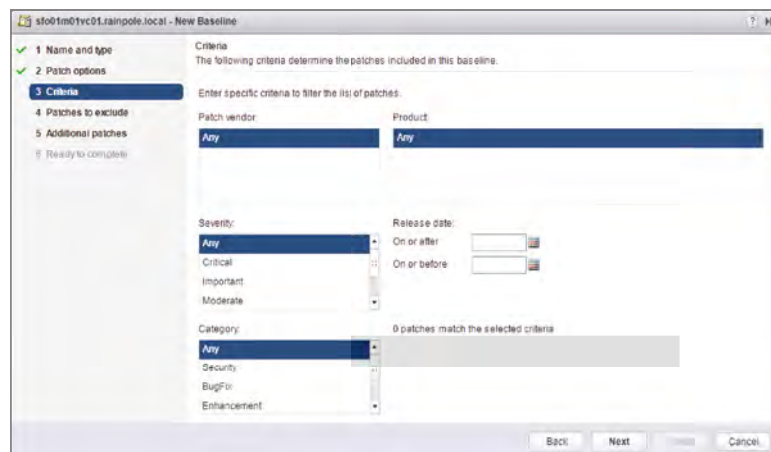 sfo01m01vc01.rainpole.local - New Baseline
1 Name and type
2 Patch options
3 Criteria
4 Patches to exclude
5 Additional patches
6 Ready to complete
Criteria
The following criteria determine the patches included in this baseline.
Enter specific criteria to filter the list of patches.
Patch vendor: Product:
Any Any
Severity: Release date:
Any On or after
Critical On or before
Important
Moderate
Category: 0 patches match the selected criteria
Any
Security
BugFix
Enhancement
Back Next Cancel